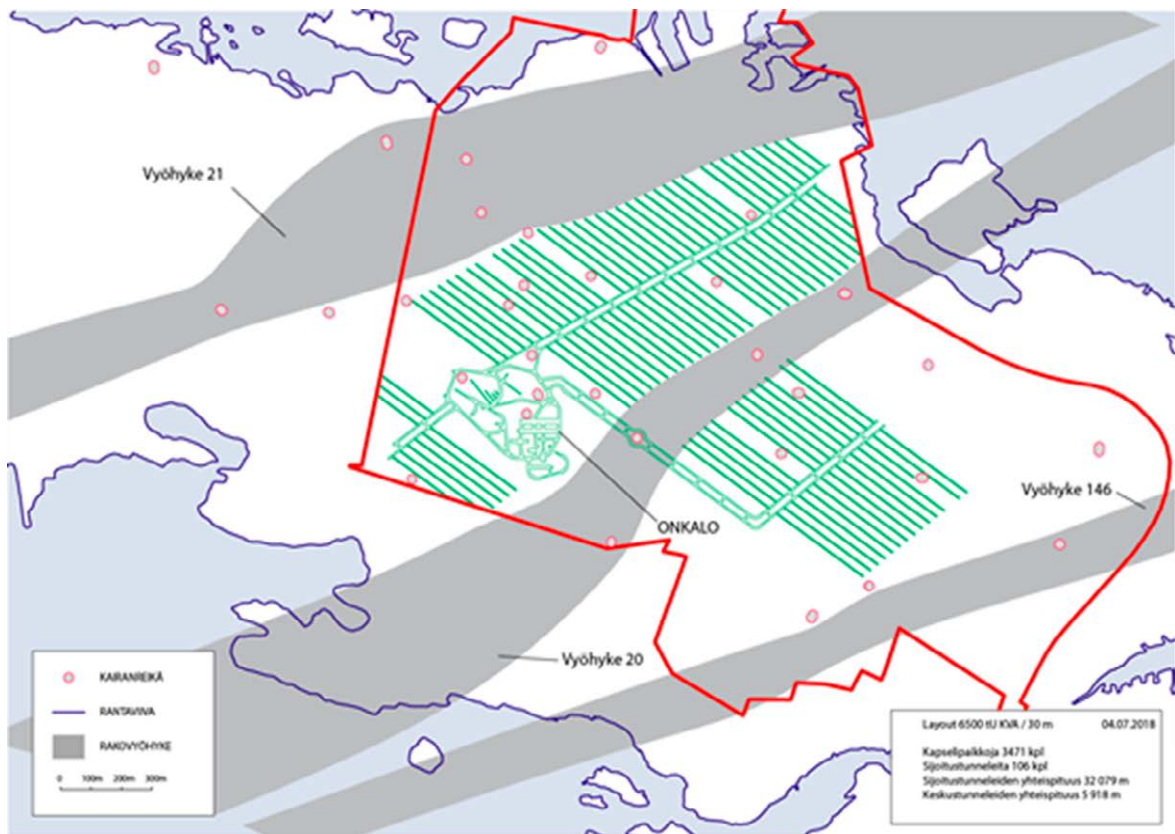 Vyöhyke 21
Vyöhyke 146
ONKALO
Vyöhyke 20
KAIRANREIKÄ
RANTAVIIVA
RAKOVYÖHYKE
0 100m 200m 300m
Layout 6500 tU KVA / 30 m 04.07.2018
Kapselipaikkoja 3471 kpl
Sijoitustunneleita 106 kpl
Sijoitustunneleiden yhteispituus 32 079 m
Keskustunneleiden yhteispituus 5 918 m